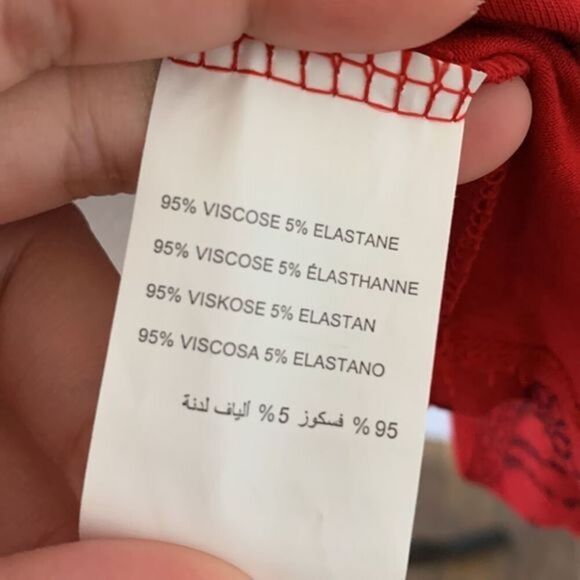 95% VISCOSE 5% ELASTANE
95% VISCOSE 5% ÉLASTHANNE
95% VISKOSE 5% ELASTAN
95% VISCOSA 5% ELASTANO
95 % فسكوز 5 % ألياف لدنة